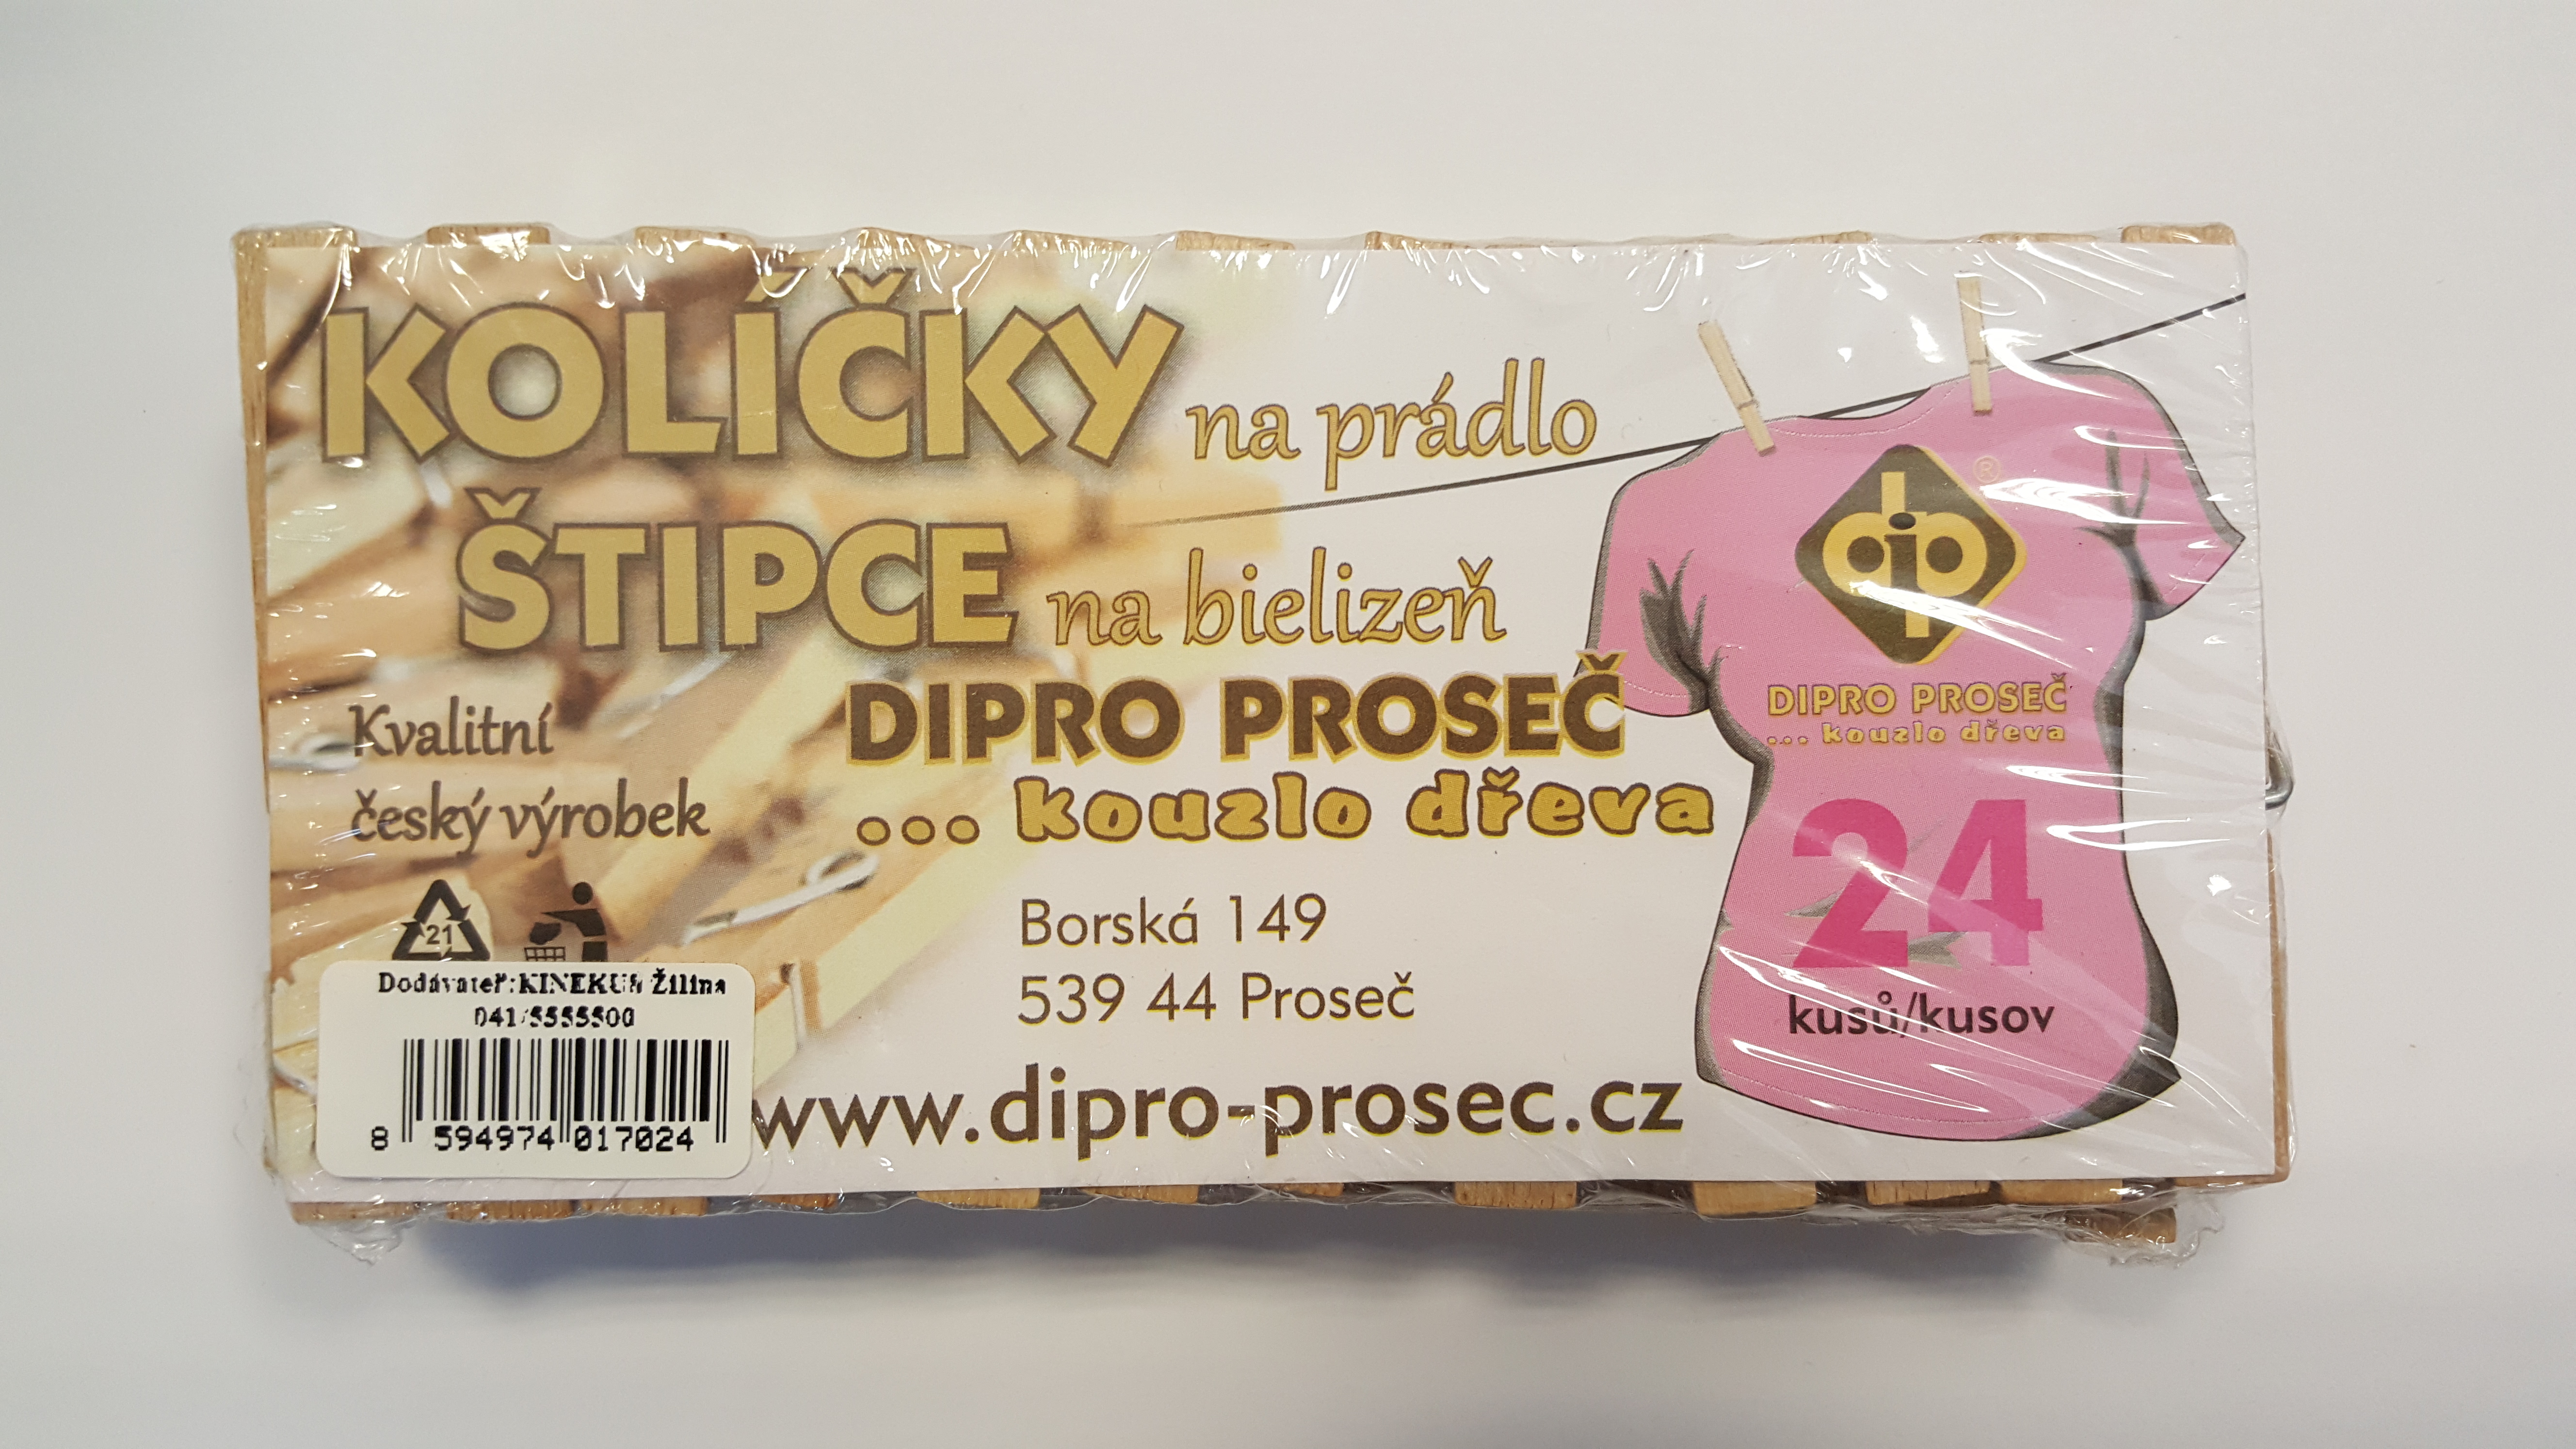 KOLÍČKY na prádlo
ŠTIPCE na bielizeň
DIPRO PROSEČ
... kouzlo dřeva
Kvalitní
český výrobek
21
Borská 149
539 44 Proseč
www.dipro-prosec.cz
dip ®
DIPRO PROSEČ
... kouzlo dřeva
24
kusů/kusov
Dodávateľ:KINEKUS Žilina
041/5555500
8 594974 017024